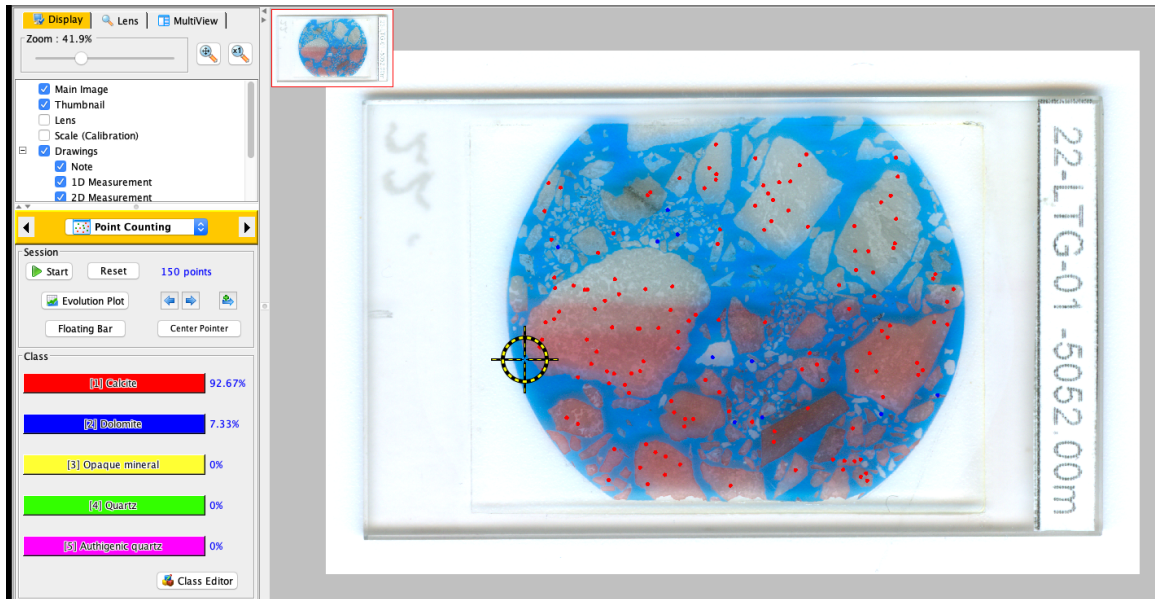 Display
Lens
MultiView
Zoom : 41.9%
x1
Main Image
Thumbnail
Lens
Scale (Calibration)
Drawings
Note
1D Measurement
2D Measurement
Point Counting
Session
Start
Reset
150 points
Evolution Plot
Floating Bar
Center Pointer
Class
[1] Calcite
92.67%
[2] Dolomite
7.33%
[3] Opaque mineral
0%
[4] Quartz
0%
[5] Authigenic quartz
0%
Class Editor
22-LTG-01 -5052.00m